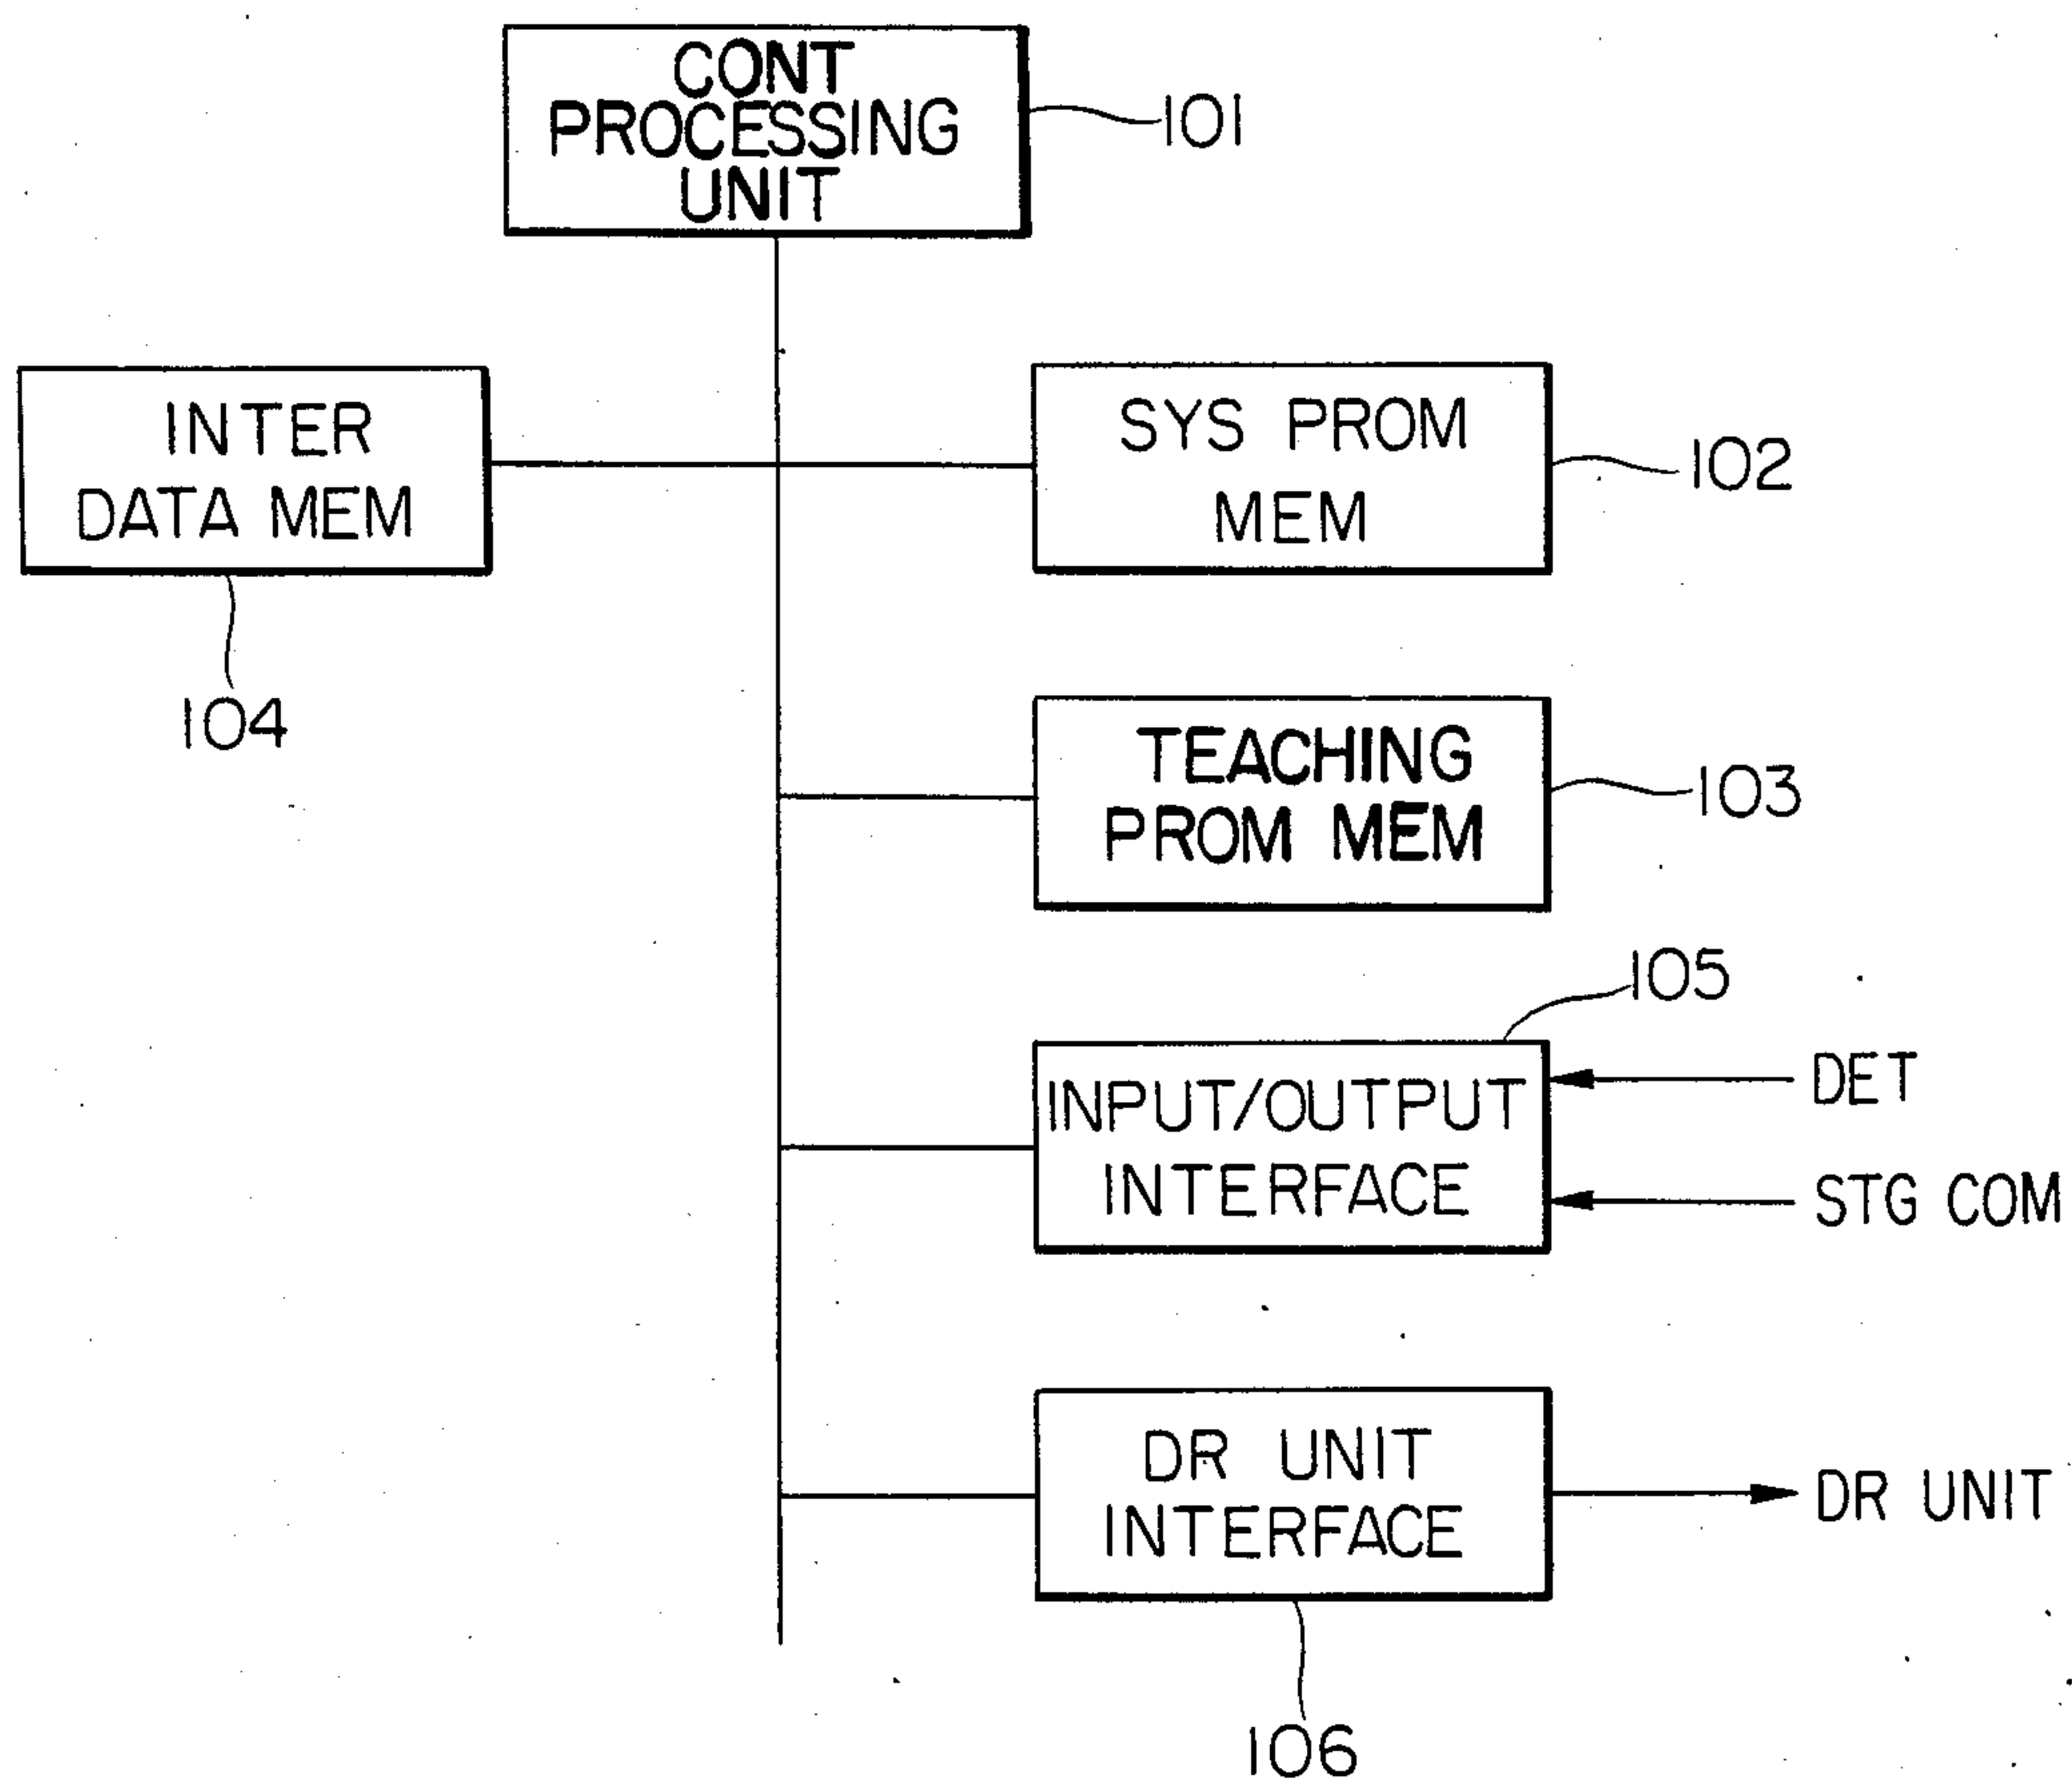 CONT
PROCESSING
UNIT
101
INTER
DATA MEM
104
SYS PROM
MEM
102
TEACHING
PROM MEM
103
105
INPUT/OUTPUT
INTERFACE
DET
STG COM
DR UNIT
INTERFACE
DR UNIT
106